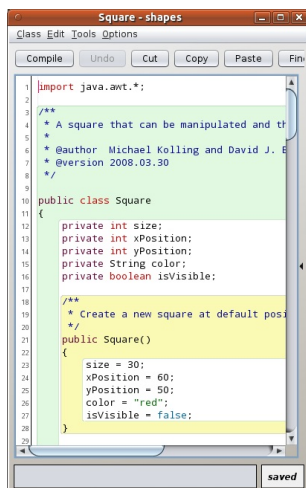 Square - shapes
Class Edit Tools Options
Compile Undo Cut Copy Paste
1 import java.awt.*;
2
3 /**
4 * A square that can be manipulated and
5 *
6 * @author Michael Kolling and David J.
7 * @version 2008.03.30
8 */
9
10 public class Square
11 {
12 private int size;
13 private int xPosition;
14 private int yPosition;
15 private String color;
16 private boolean isVisible;
17
18 /**
19 * Create a new square at default
20 */
21 public Square()
22 {
23 size = 30;
24 xPosition = 60;
25 yPosition = 50;
26 color = "red";
27 isVisible = false;
28 }
29
saved